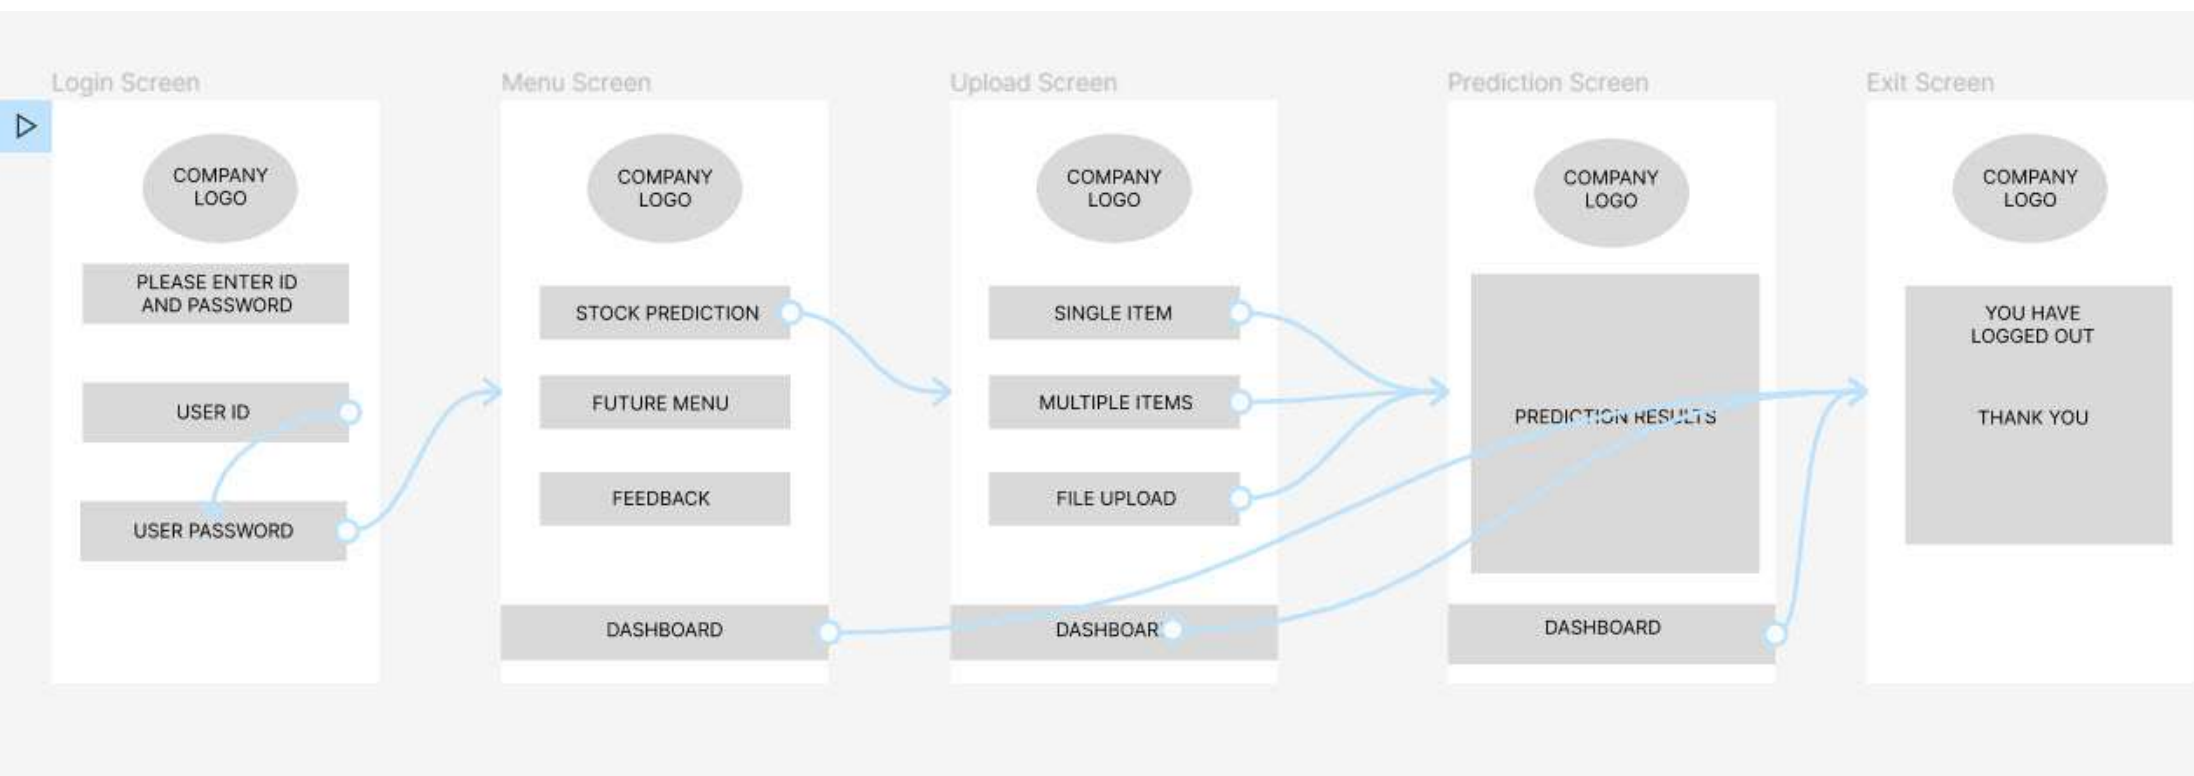 Login Screen
COMPANY
LOGO
PLEASE ENTER ID
AND PASSWORD
USER ID
USER PASSWORD
Menu Screen
COMPANY
LOGO
STOCK PREDICTION
FUTURE MENU
FEEDBACK
DASHBOARD
Upload Screen
COMPANY
LOGO
SINGLE ITEM
MULTIPLE ITEMS
FILE UPLOAD
DASHBOAR
Prediction Screen
COMPANY
LOGO
PREDICTION RESULTS
DASHBOARD
Exit Screen
COMPANY
LOGO
YOU HAVE
LOGGED OUT
THANK YOU